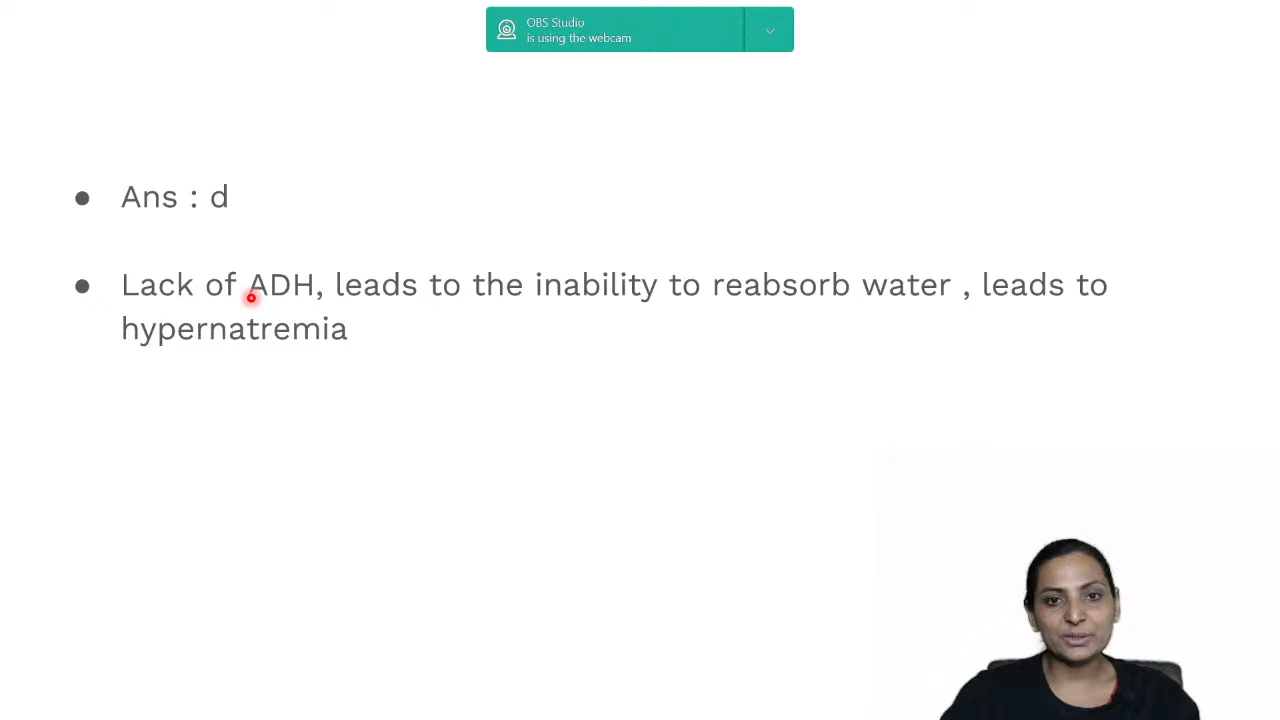 OBS Studio
is using the webcam
● Ans : d
● Lack of ADH, leads to the inability to reabsorb water , leads to
hypernatremia